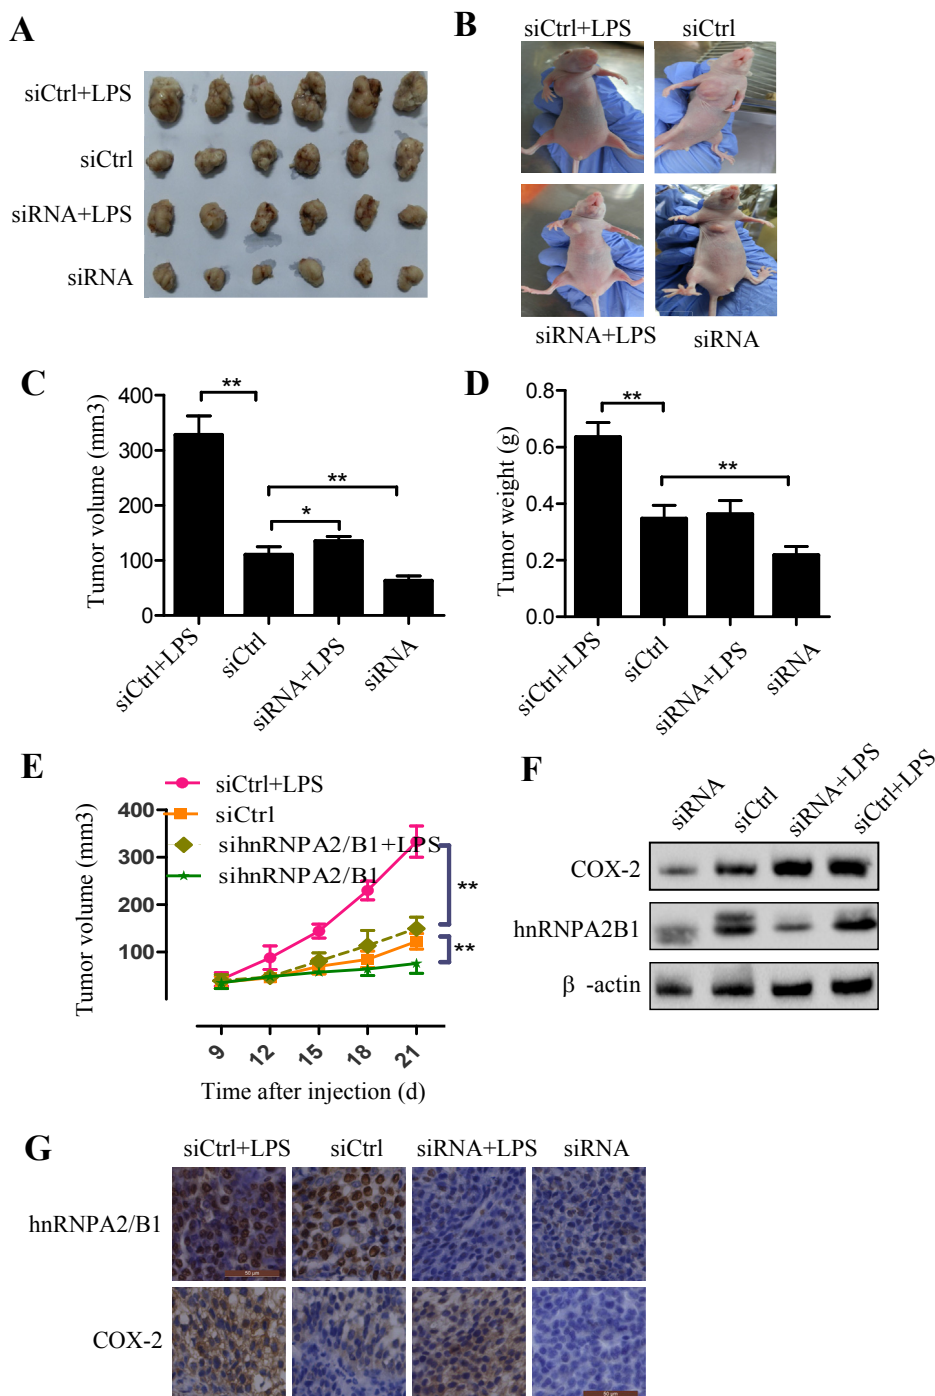 A
B
siCtrl+LPS
siCtrl
siCtrl+LPS
siCtrl
siRNA+LPS
siRNA
siRNA+LPS
siRNA
C
D
Tumor volume (mm3)
400
300
200
100
0
**
**
*
siCtrl+LPS
siCtrl
siRNA+LPS
siRNA
Tumor weight (g)
0.8
0.6
0.4
0.2
0.0
**
**
siCtrl+LPS
siCtrl
siRNA+LPS
siRNA
E
siCtrl+LPS
siCtrl
sihnRNPA2/B1+LPS
sihnRNPA2/B1
Tumor volume (mm3)
400
300
200
100
**
**
9
12
15
18
21
Time after injection (d)
F
siRNA
siCtrl
siRNA+LPS
siCtrl+LPS
COX-2
hnRNPA2B1
β -actin
G
siCtrl+LPS
siCtrl
siRNA+LPS
siRNA
hnRNPA2/B1
50 μm
COX-2
50 μm